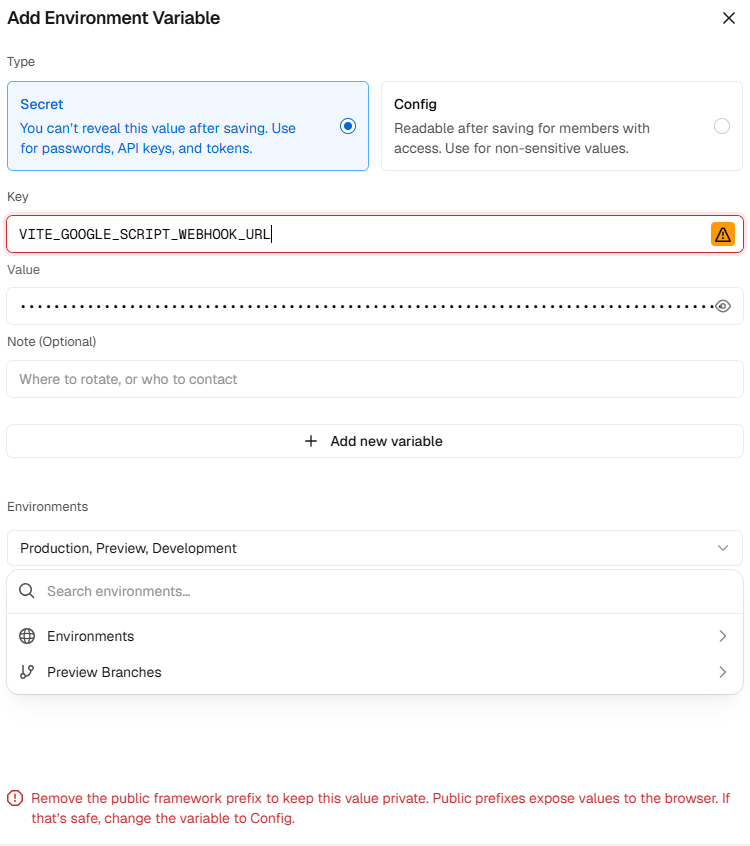 Add Environment Variable
Type
Secret
You can't reveal this value after saving. Use
for passwords, API keys, and tokens.
Config
Readable after saving for members with
access. Use for non-sensitive values.
Key
VITE_GOOGLE_SCRIPT_WEBHOOK_URL
Value
Note (Optional)
Where to rotate, or who to contact
Add new variable
Environments
Production, Preview, Development
Search environments...
Environments
Preview Branches
Remove the public framework prefix to keep this value private. Public prefixes expose values to the browser. If
that's safe, change the variable to Config.